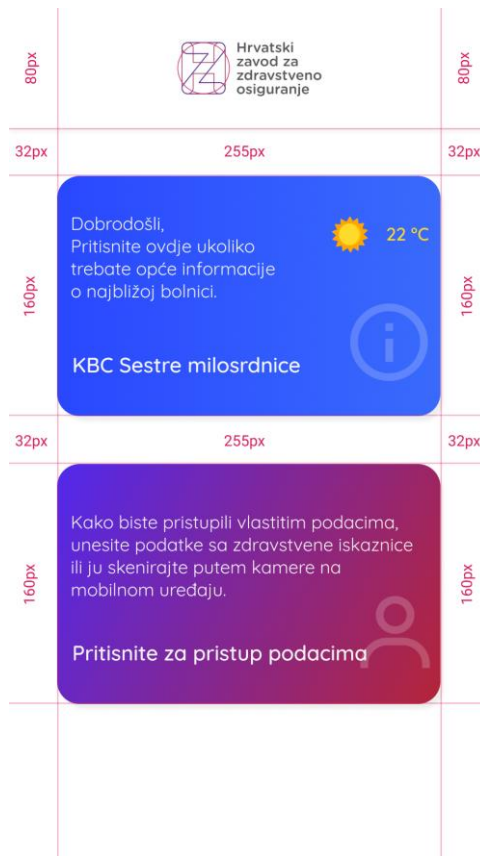 Hrvatski
zavod za
zdravstveno
osiguranje
80px
80px
32px
255px
32px
Dobrodošli,
Pritisnite ovdje ukoliko
trebate opće informacije
o najbližoj bolnici.
22 °C
KBC Sestre milosrdnice
160px
160px
32px
255px
32px
Kako biste pristupili vlastitim podacima,
unesite podatke sa zdravstvene iskaznice
ili ju skenirajte putem kamere na
mobilnom uređaju.
Pritisnite za pristup podacima
160px
160px